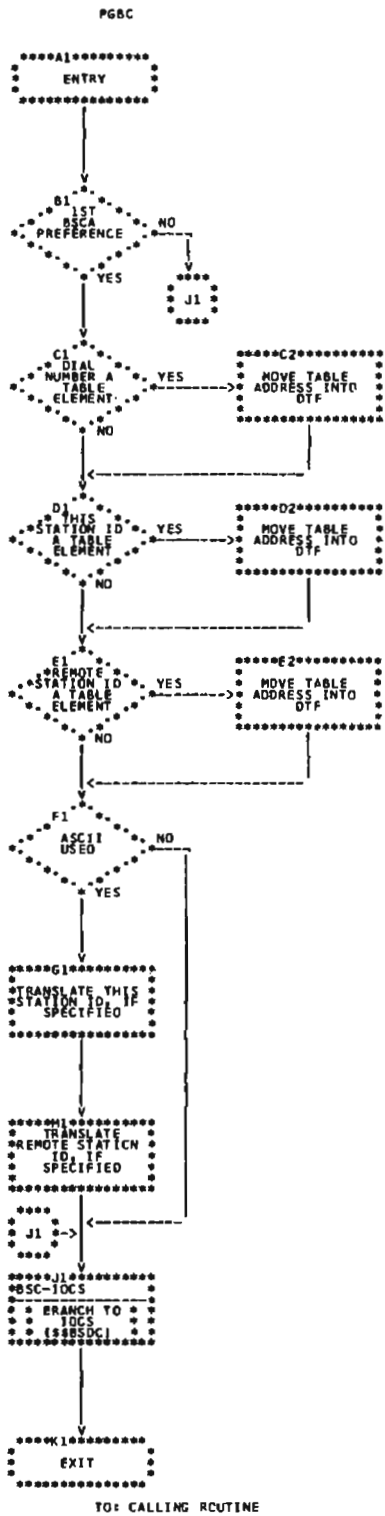 PGBC
A1
ENTRY
B1
1ST
BSCA
PREFERENCE
NO
YES
J1
C1
DIAL
NUMBER A
TABLE
ELEMENT
YES
NO
C2
MOVE TABLE
ADDRESS INTO
DTF
D1
THIS
STATION ID
A TABLE
ELEMENT
YES
NO
D2
MOVE TABLE
ADDRESS INTO
DTF
E1
REMOTE
STATION ID
A TABLE
ELEMENT
YES
NO
E2
MOVE TABLE
ADDRESS INTO
DTF
F1
ASCII
USED
NO
YES
G1
TRANSLATE THIS
STATION ID, IF
SPECIFIED
H1
TRANSLATE
REMOTE STATION
ID, IF
SPECIFIED
J1
J1
BSC-IOCS
BRANCH TO
IOCS
($$BSDC)
K1
EXIT
TO: CALLING ROUTINE